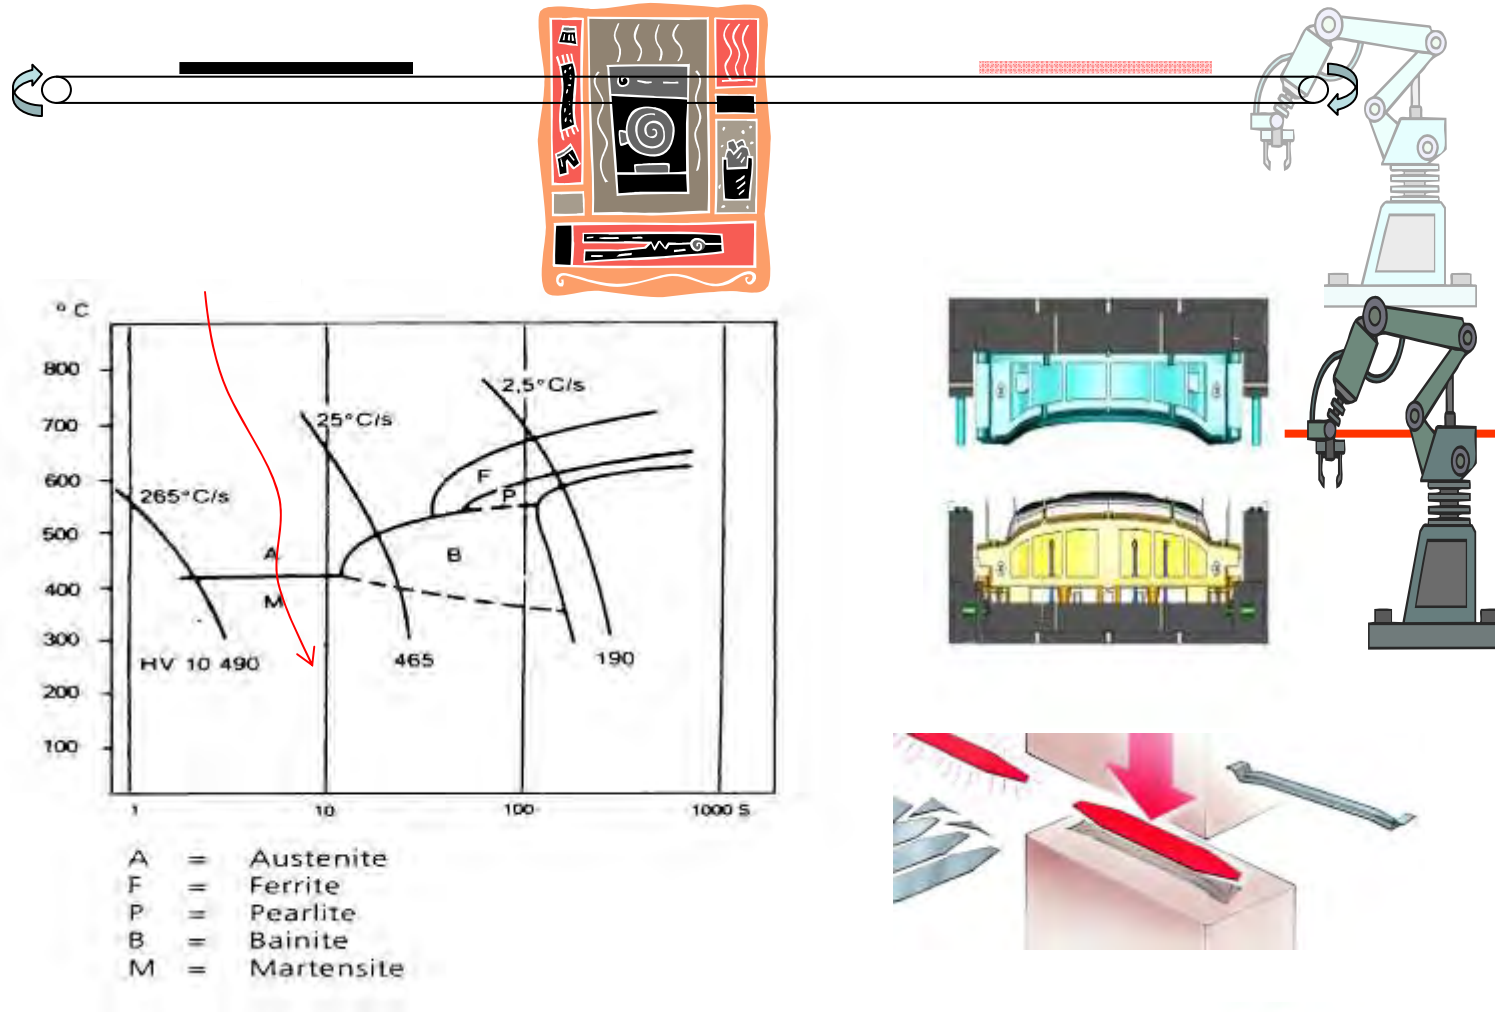 ° C
800
700
600
500
400
300
200
100
2,5°C/s
25°C/s
265°C/s
F
P
A
B
M
HV 10 490
465
190
1
10
100
1000 S
A = Austenite
F = Ferrite
P = Pearlite
B = Bainite
M = Martensite